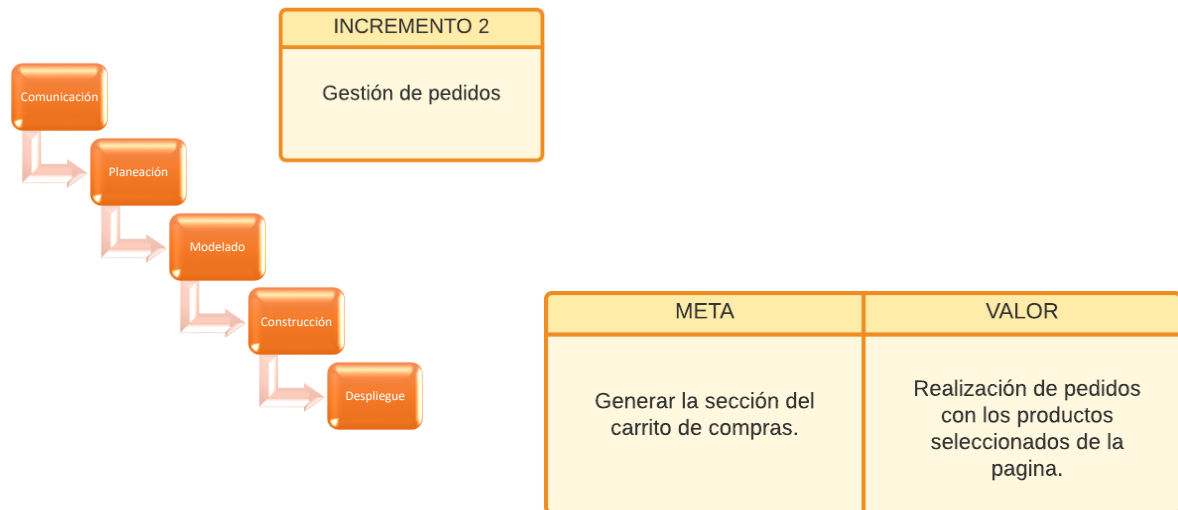 INCREMENTO 2
Gestión de pedidos
Comunicación
Planeación
Modelado
Construcción
Despliegue
META
VALOR
Generar la sección del
carrito de compras.
Realización de pedidos
con los productos
seleccionados de la
pagina.